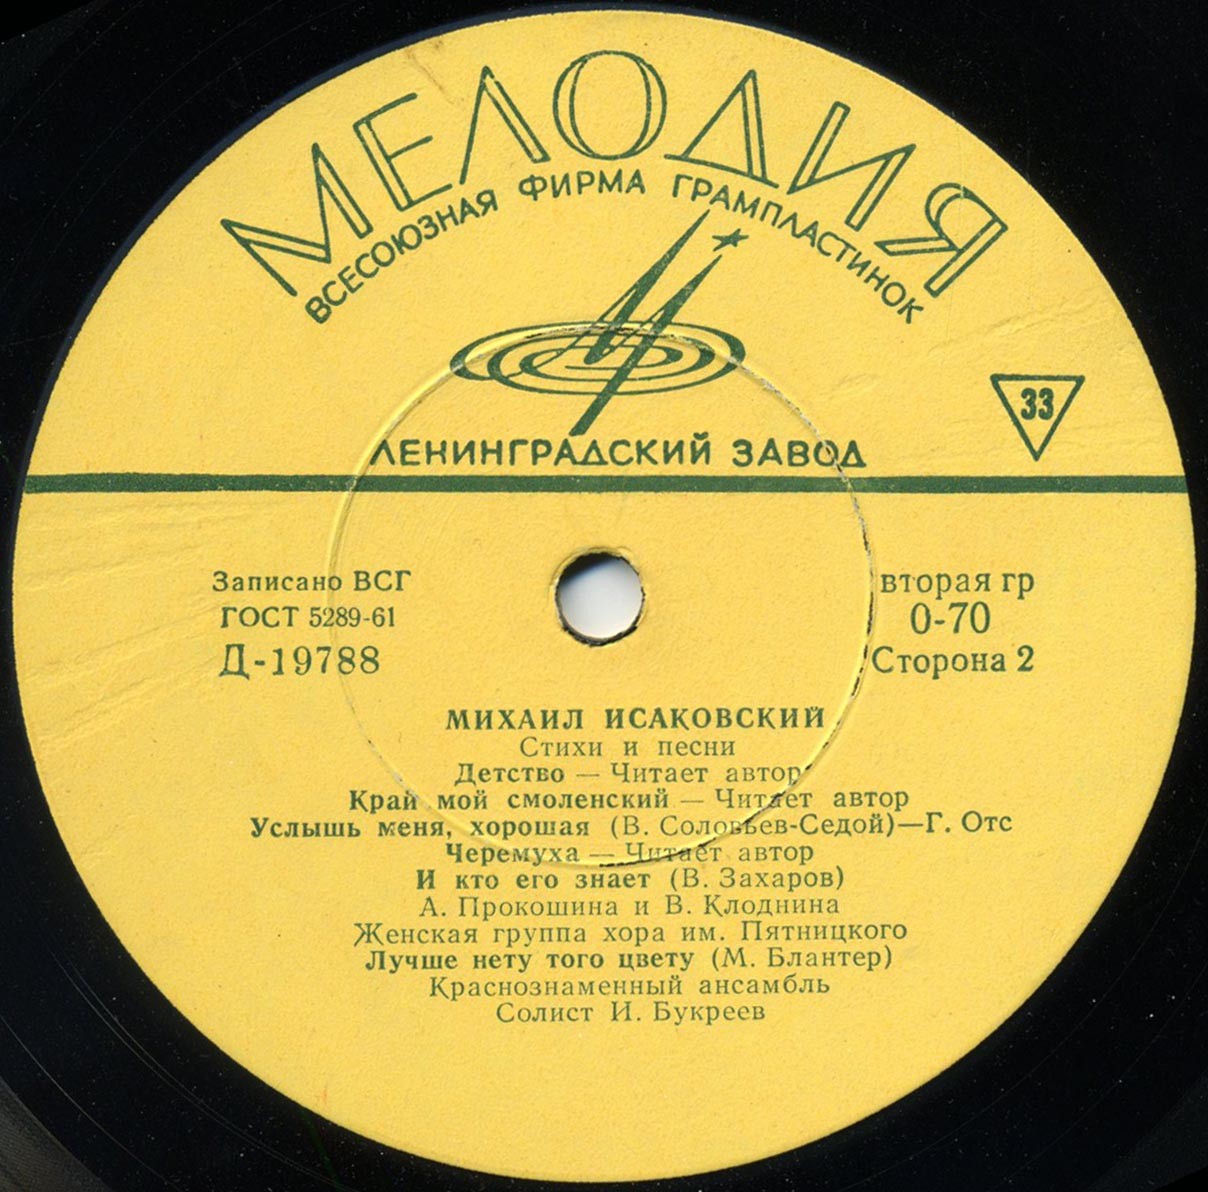 МЕЛОДИЯ
ВСЕСОЮЗНАЯ ФИРМА ГРАМПЛАСТИНОК
33
ЛЕНИНГРАДСКИЙ ЗАВОД
Записано ВСГ
ГОСТ 5289-61
Д-19788
вторая гр
0-70
Сторона 2
МИХАИЛ ИСАКОВСКИЙ
Стихи и песни
Детство — Читает автор
Край мой смоленский — Читает автор
Услышь меня, хорошая (В. Соловьев-Седой)—Г. Отс
Черемуха — Читает автор
И кто его знает (В. Захаров)
А. Прокошина и В. Клоднина
Женская группа хора им. Пятницкого
Лучше нету того цвету (М. Блантер)
Краснознаменный ансамбль
Солист И. Букреев